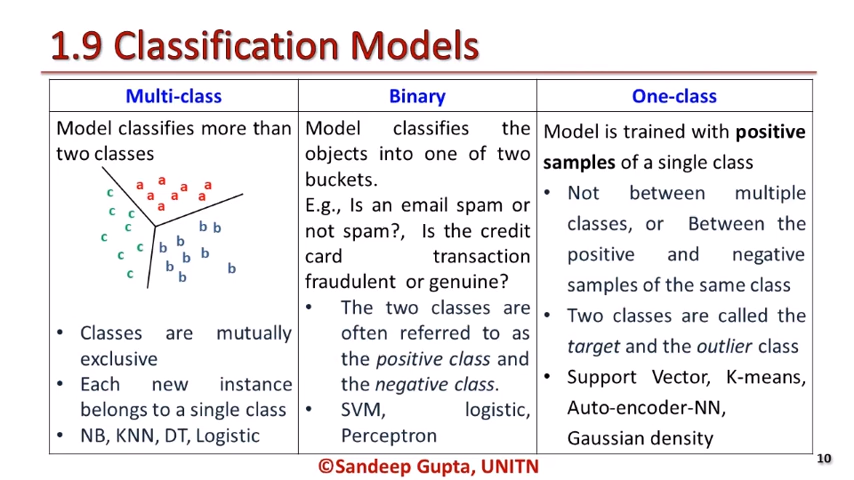 1.9 Classification Models
Multi-class
Model classifies more than
two classes
a a a a a a a
c c c c c c c c
b b b b b b b b b
• Classes are mutually
exclusive
• Each new instance
belongs to a single class
• NB, KNN, DT, Logistic
Binary
Model classifies the
objects into one of two
buckets.
E.g., Is an email spam or
not spam?, Is the credit
card transaction
fraudulent or genuine?
• The two classes are
often referred to as
the positive class and
the negative class.
• SVM, logistic,
Perceptron
One-class
Model is trained with positive
samples of a single class
• Not between multiple
classes, or Between the
positive and negative
samples of the same class
• Two classes are called the
target and the outlier class
• Support Vector, K-means,
Auto-encoder-NN,
Gaussian density
©Sandeep Gupta, UNITN
10